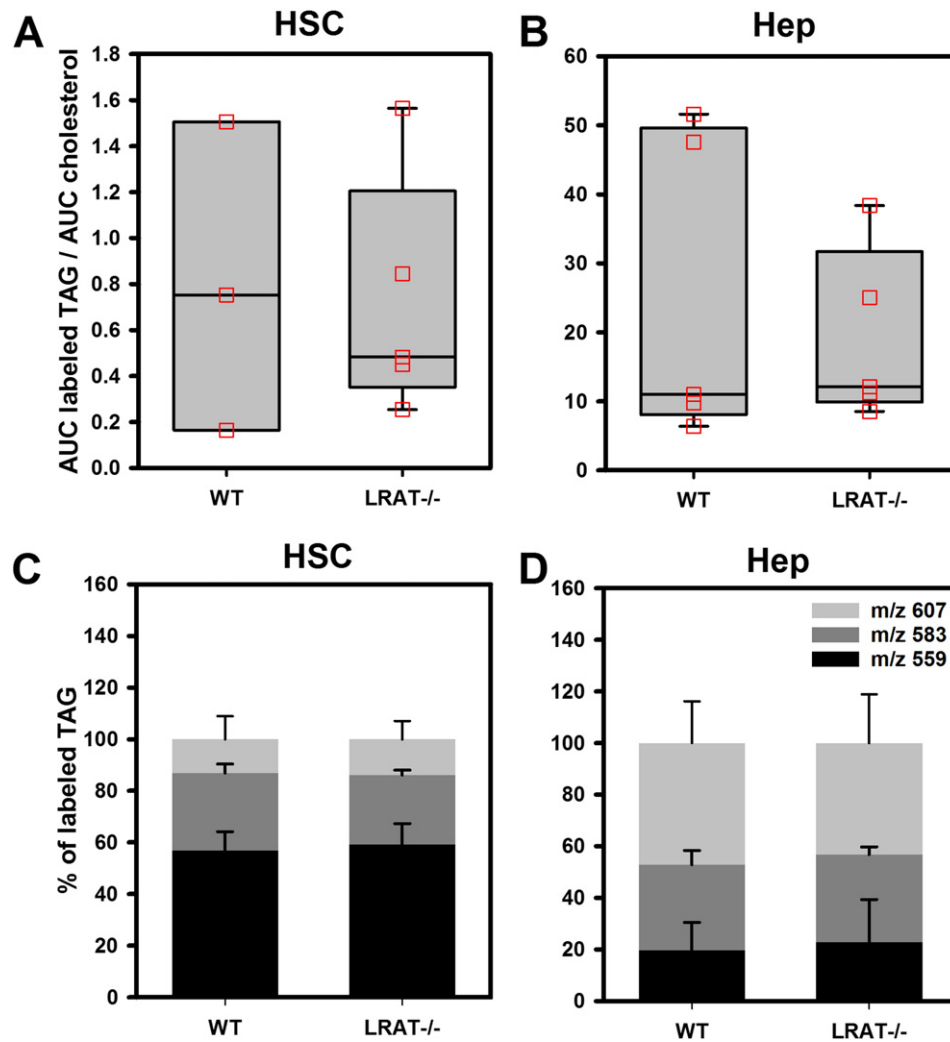 A
HSC
AUC labeled TAG / AUC cholesterol
1.8
1.6
1.4
1.2
1.0
0.8
0.6
0.4
0.2
0.0
WT
LRAT-/-
B
Hep
60
50
40
30
20
10
0
WT
LRAT-/-
C
HSC
% of labeled TAG
160
140
120
100
80
60
40
20
0
WT
LRAT-/-
D
Hep
160
140
120
100
80
60
40
20
0
m/z 607
m/z 583
m/z 559
WT
LRAT-/-